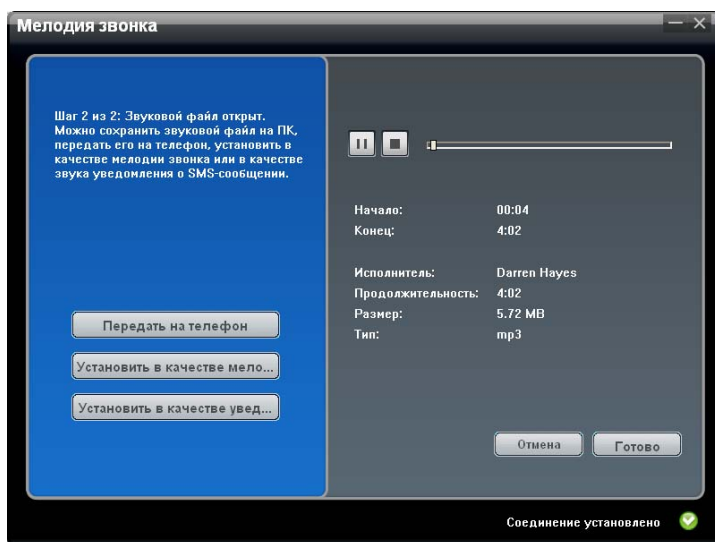 Мелодия звонка
Шаг 2 из 2: Звуковой файл открыт.
Можно сохранить звуковой файл на ПК,
передать его на телефон, установить в
качестве мелодии звонка или в качестве
звука уведомления о SMS-сообщении.
Передать на телефон
Установить в качестве мело...
Установить в качестве увед...
Начало: 00:04
Конец: 4:02
Исполнитель: Darren Hayes
Продолжительность: 4:02
Размер: 5.72 MB
Тип: mp3
Отмена Готово
Соединение установлено